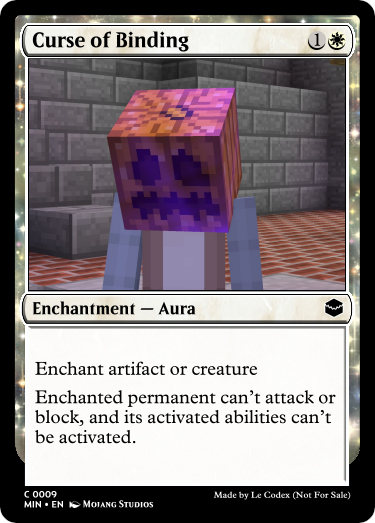 Curse of Binding 1
Enchantment — Aura
Enchant artifact or creature
Enchanted permanent can't attack or
block, and its activated abilities can't
be activated.
C 0009
MIN • EN Mojang Studios
Made by Le Codex (Not For Sale)